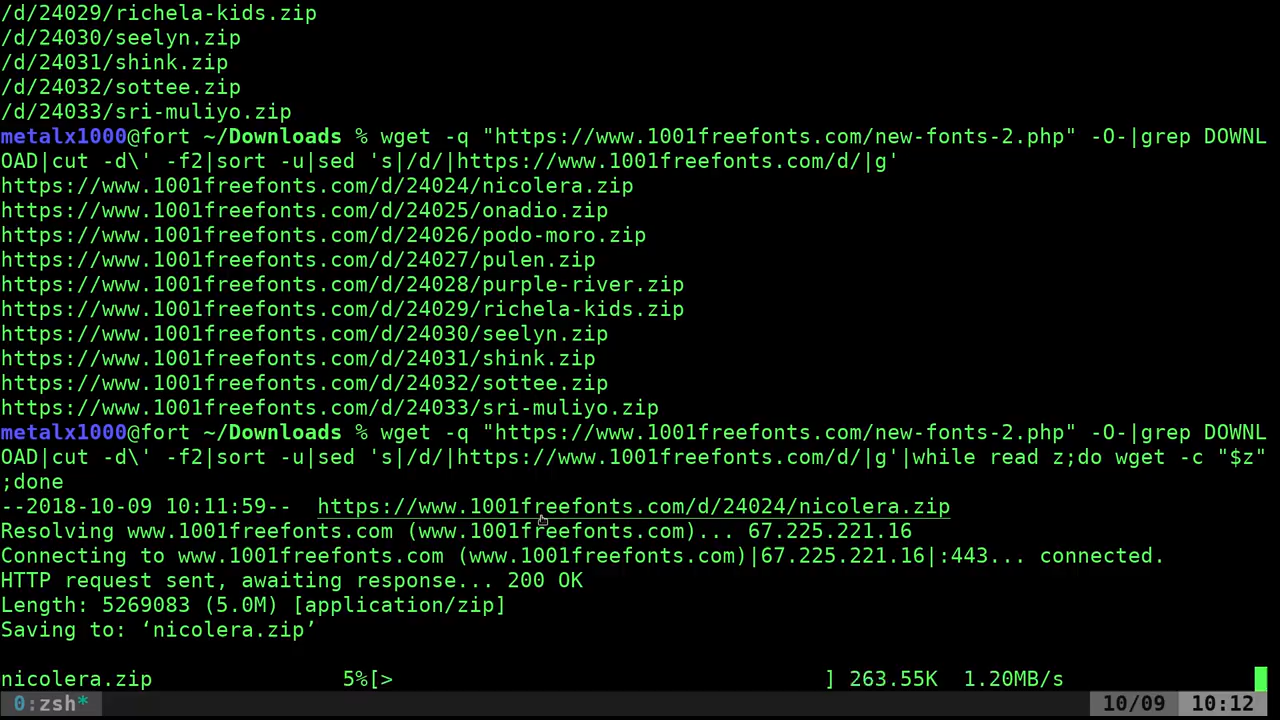 /d/24029/richela-kids.zip
/d/24030/seelyn.zip
/d/24031/shink.zip
/d/24032/sottee.zip
/d/24033/sri-muliyo.zip
metalx1000@fort ~/Downloads % wget -q "https://www.1001freefonts.com/new-fonts-2.php" -O-|grep DOWNL
OAD|cut -d\' -f2|sort -u|sed 's|/d/|https://www.1001freefonts.com/d/|g'
https://www.1001freefonts.com/d/24024/nicolera.zip
https://www.1001freefonts.com/d/24025/onadio.zip
https://www.1001freefonts.com/d/24026/podo-moro.zip
https://www.1001freefonts.com/d/24027/pulen.zip
https://www.1001freefonts.com/d/24028/purple-river.zip
https://www.1001freefonts.com/d/24029/richela-kids.zip
https://www.1001freefonts.com/d/24030/seelyn.zip
https://www.1001freefonts.com/d/24031/shink.zip
https://www.1001freefonts.com/d/24032/sottee.zip
https://www.1001freefonts.com/d/24033/sri-muliyo.zip
metalx1000@fort ~/Downloads % wget -q "https://www.1001freefonts.com/new-fonts-2.php" -O-|grep DOWNL
OAD|cut -d\' -f2|sort -u|sed 's|/d/|https://www.1001freefonts.com/d/|g'|while read z;do wget -c "$z"
;done
--2018-10-09 10:11:59--  https://www.1001freefonts.com/d/24024/nicolera.zip
Resolving www.1001freefonts.com (www.1001freefonts.com)... 67.225.221.16
Connecting to www.1001freefonts.com (www.1001freefonts.com)|67.225.221.16|:443... connected.
HTTP request sent, awaiting response... 200 OK
Length: 5269083 (5.0M) [application/zip]
Saving to: ‘nicolera.zip’
nicolera.zip 5%[> ] 263.55K 1.20MB/s
0:zsh* 10/09 10:12